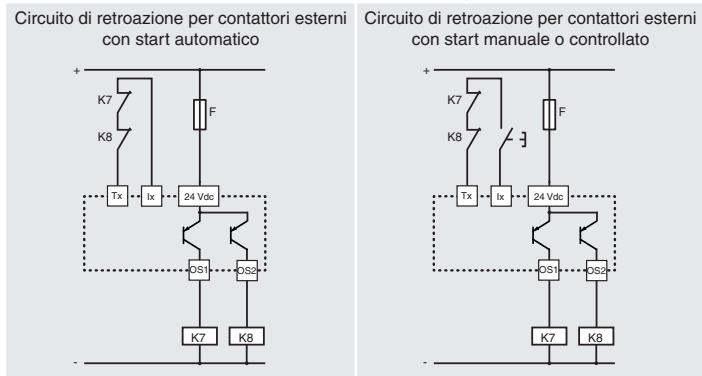 Circuito di retroazione per contattori esterni
con start automatico
+
K7
K8
F
Tx
Ix
24 Vdc
OS1
OS2
K7
K8
-
Circuito di retroazione per contattori esterni
con start manuale o controllato
+
K7
K8
F
Tx
Ix
24 Vdc
OS1
OS2
K7
K8
-